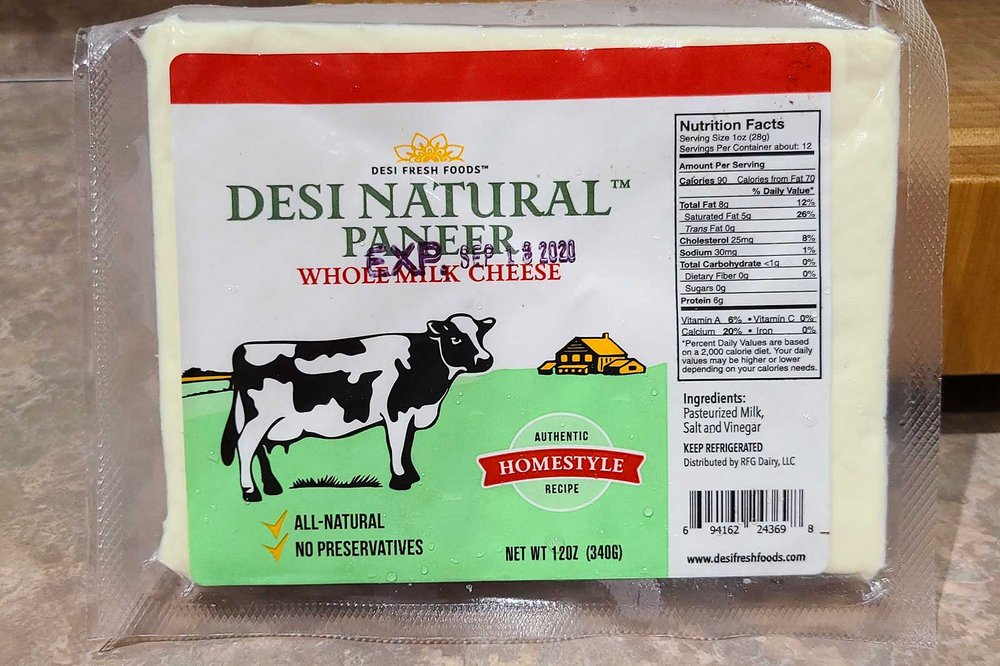 DESI FRESH FOODS™
DESI NATURAL™
PANEER
EXP. SEP 13 2020
WHOLE MILK CHEESE
AUTHENTIC
HOMESTYLE
RECIPE
ALL-NATURAL
NO PRESERVATIVES
NET WT 12OZ (340G)
Nutrition Facts
Serving Size 1oz (28g)
Servings Per Container about: 12
Amount Per Serving
Calories 90 Calories from Fat 70
% Daily Value*
Total Fat 8g 12%
Saturated Fat 5g 26%
Trans Fat 0g
Cholesterol 25mg 8%
Sodium 30mg 1%
Total Carbohydrate <1g 0%
Dietary Fiber 0g 0%
Sugars 0g
Protein 6g
Vitamin A 6% • Vitamin C 0%
Calcium 20% • Iron 0%
*Percent Daily Values are based
on a 2,000 calorie diet. Your daily
values may be higher or lower
depending on your calories needs.
Ingredients:
Pasteurized Milk,
Salt and Vinegar
KEEP REFRIGERATED
Distributed by RFG Dairy, LLC
6 94162 24369 8
www.desifreshfoods.com